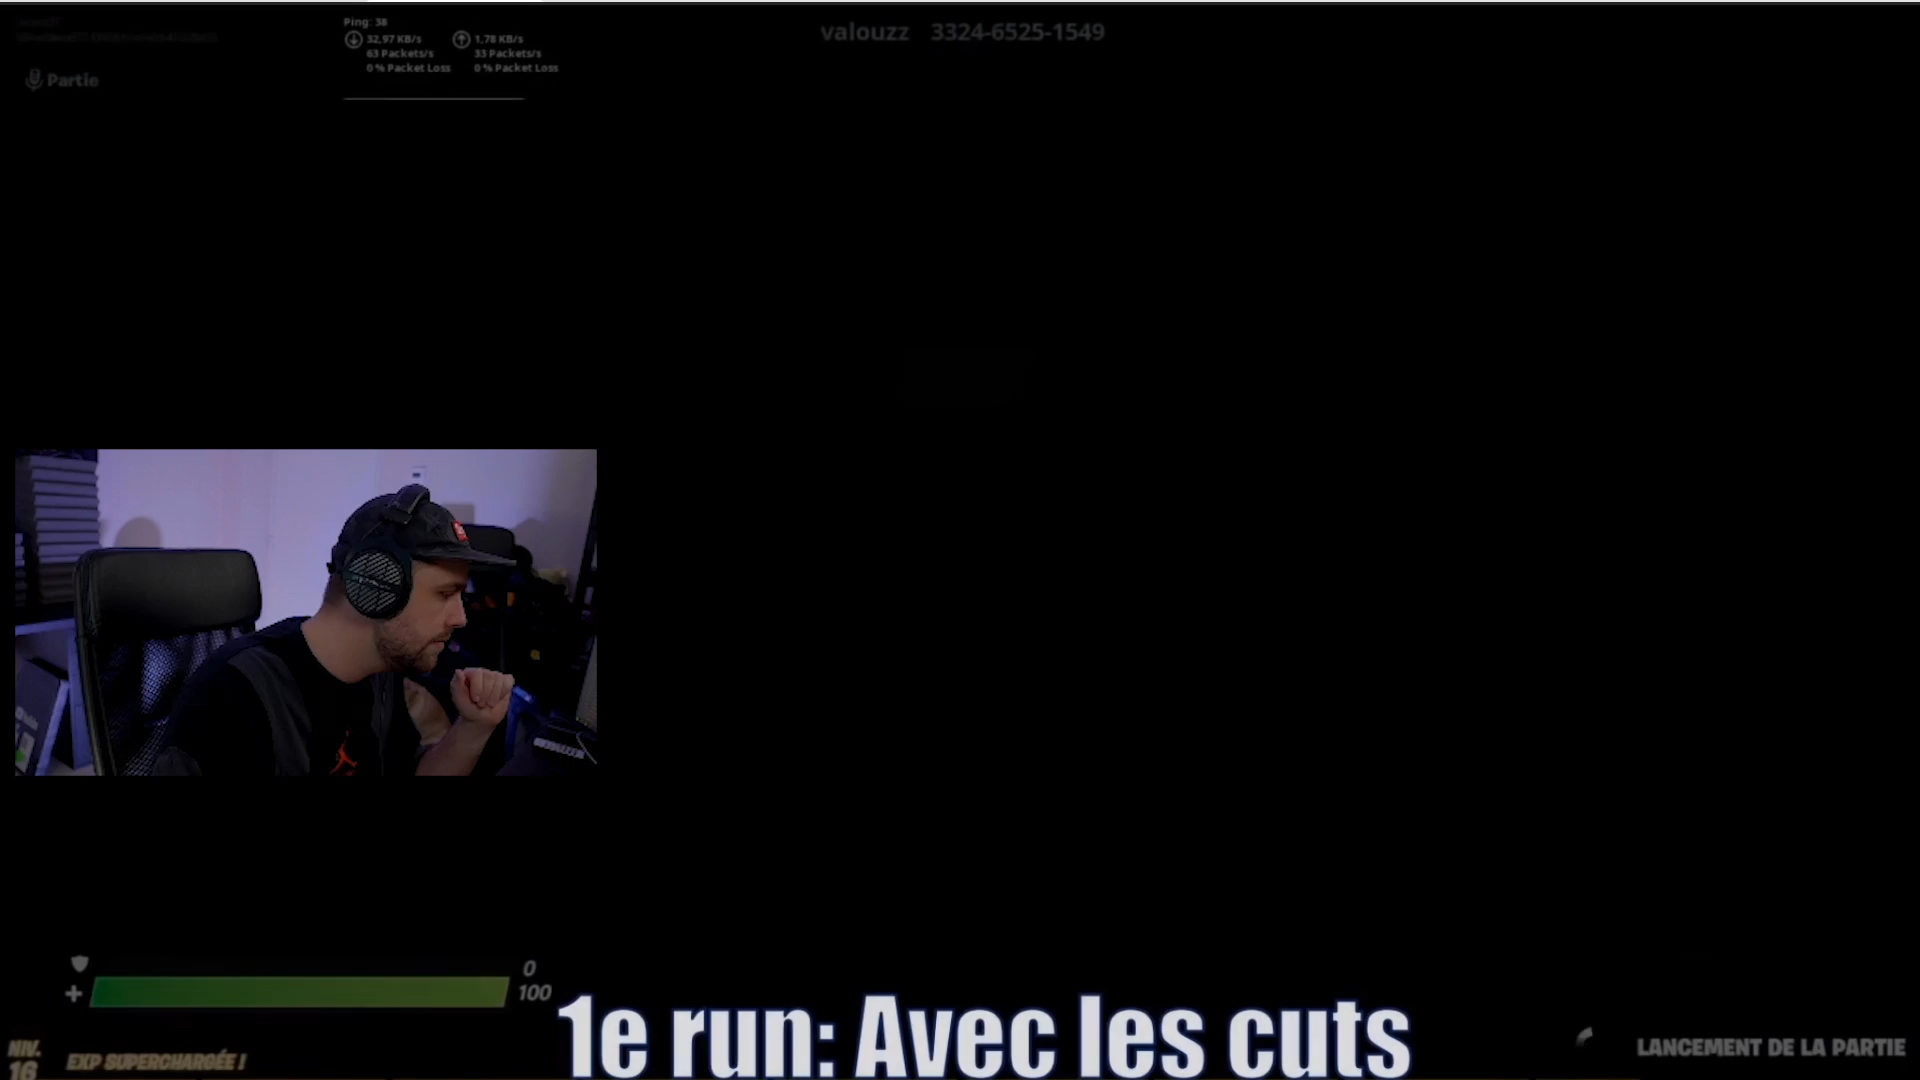 Ping: 38
32,97 KB/s 1,78 KB/s
63 Packets/s 33 Packets/s
0 % Packet Loss 0 % Packet Loss
valouzz 3324-6525-1549
Partie
0
100
1e run: Avec les cuts
NIV.
16
EXP SUPERCHARGÉE !
LANCEMENT DE LA PARTIE